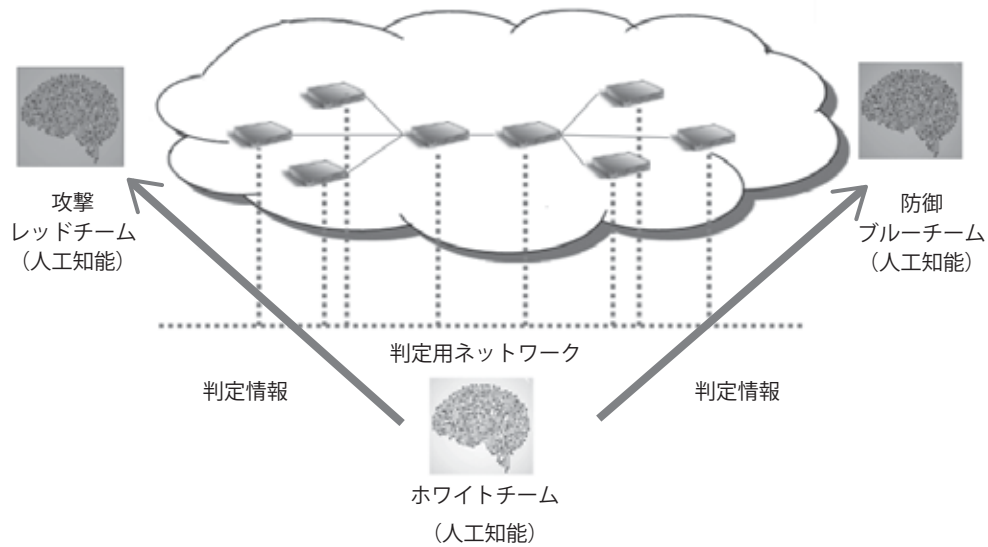 攻撃
レッドチーム
（人工知能）
防御
ブルーチーム
（人工知能）
判定用ネットワーク
判定情報
判定情報
ホワイトチーム
（人工知能）